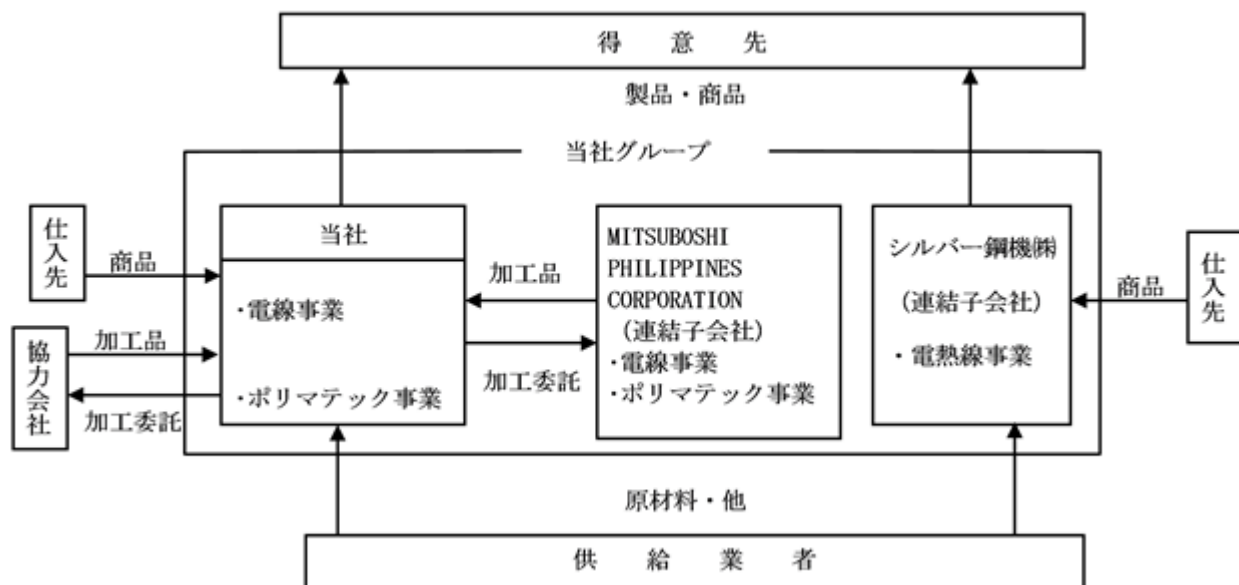 得意先
製品・商品
当社グループ
仕入先
商品
協力会社
加工品
加工委託
当社
・電線事業
・ポリマテック事業
加工品
加工委託
MITSUBOSHI
PHILIPPINES
CORPORATION
(連結子会社)
・電線事業
・ポリマテック事業
シルバー鋼機㈱
(連結子会社)
・電熱線事業
商品
仕入先
原材料・他
供給業者